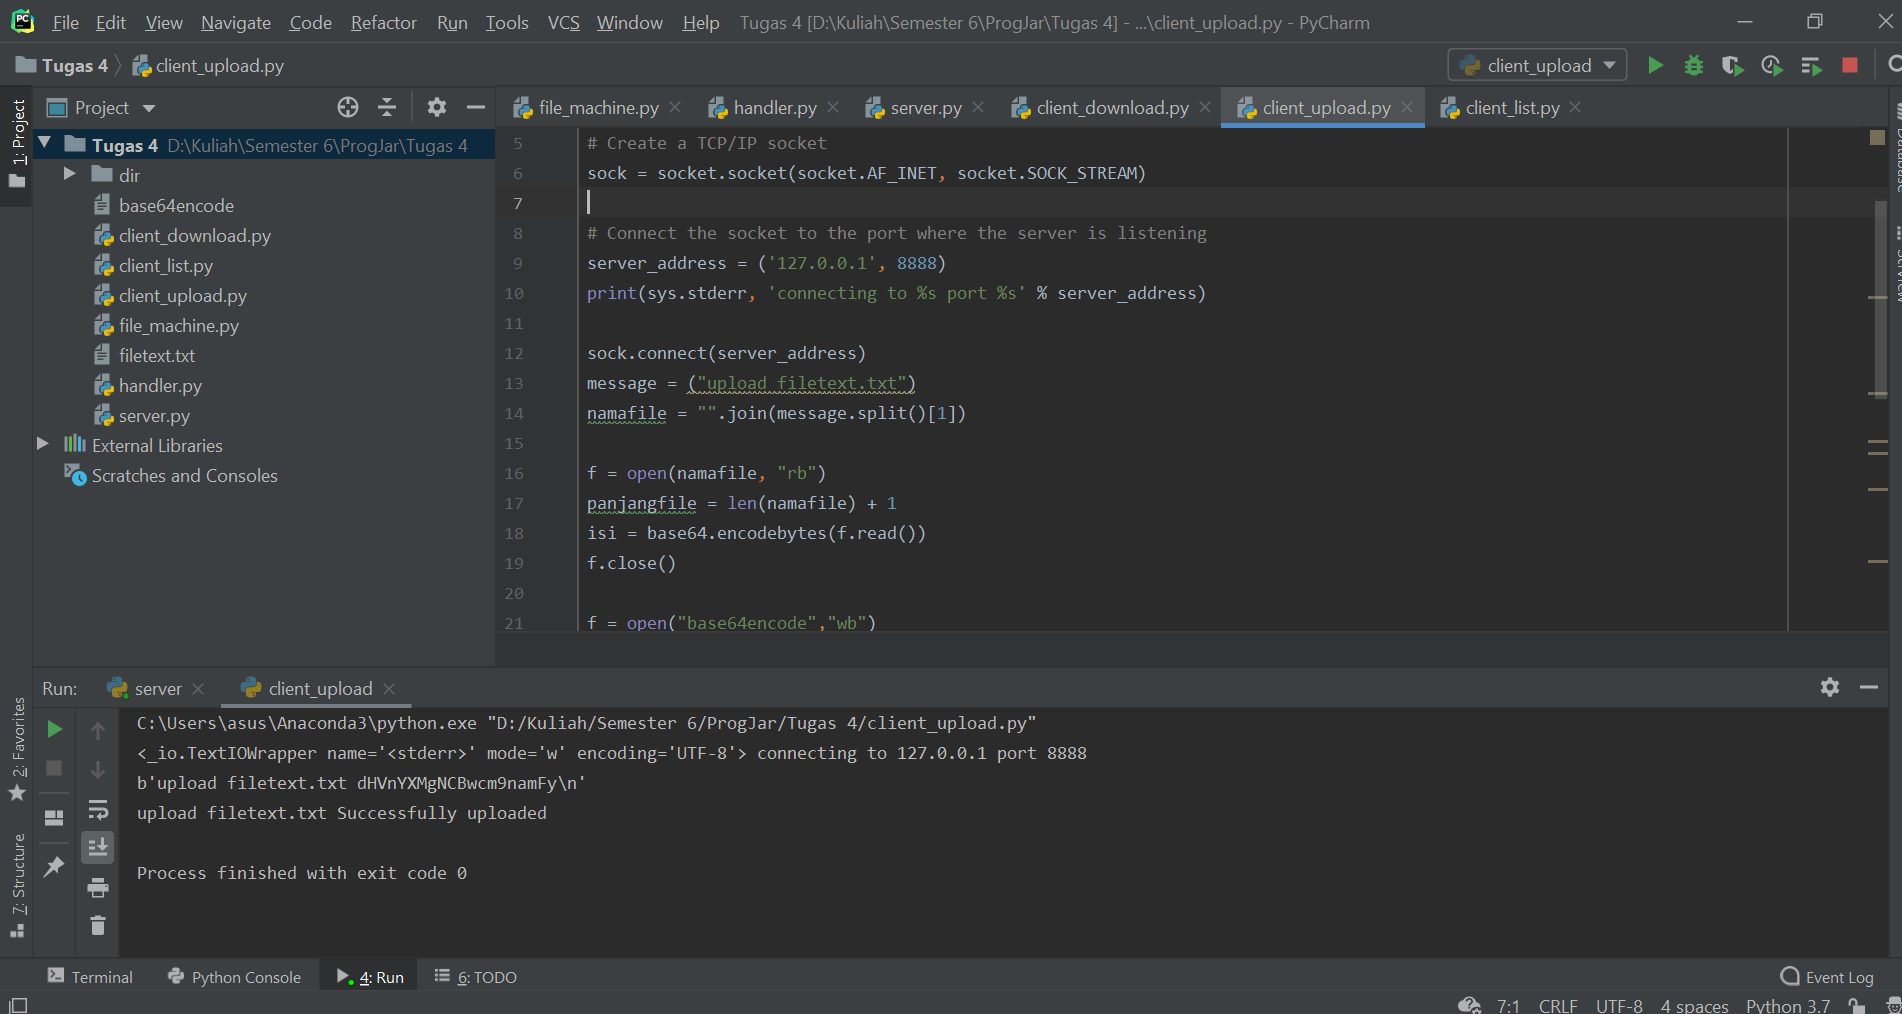 File Edit View Navigate Code Refactor Run Tools VCS Window Help Tugas 4 [D:\Kuliah\Semester 6\ProgJar\Tugas 4] - ...\client_upload.py - PyCharm
Tugas 4 client_upload.py client_upload
1: Project
Project
file_machine.py handler.py server.py client_download.py client_upload.py client_list.py
Tugas 4 D:\Kuliah\Semester 6\ProgJar\Tugas 4
dir
base64encode
client_download.py
client_list.py
client_upload.py
file_machine.py
filetext.txt
handler.py
server.py
External Libraries
Scratches and Consoles
5 # Create a TCP/IP socket
6 sock = socket.socket(socket.AF_INET, socket.SOCK_STREAM)
7
8 # Connect the socket to the port where the server is listening
9 server_address = ('127.0.0.1', 8888)
10 print(sys.stderr, 'connecting to %s port %s' % server_address)
11
12 sock.connect(server_address)
13 message = ("upload filetext.txt")
14 namafile = "".join(message.split()[1])
15
16 f = open(namafile, "rb")
17 panjangfile = len(namafile) + 1
18 isi = base64.encodebytes(f.read())
19 f.close()
20
21 f = open("base64encode","wb")
Database
SciView
Run: server client_upload
2: Favorites
7: Structure
C:\Users\asus\Anaconda3\python.exe "D:/Kuliah/Semester 6/ProgJar/Tugas 4/client_upload.py"
<_io.TextIOWrapper name='<stderr>' mode='w' encoding='UTF-8'> connecting to 127.0.0.1 port 8888
b'upload filetext.txt dHVnYXMgNCBwcm9namFy\n'
upload filetext.txt Successfully uploaded
Process finished with exit code 0
Terminal Python Console 4: Run 6: TODO Event Log
7:1 CRLF UTF-8 4 spaces Python 3.7